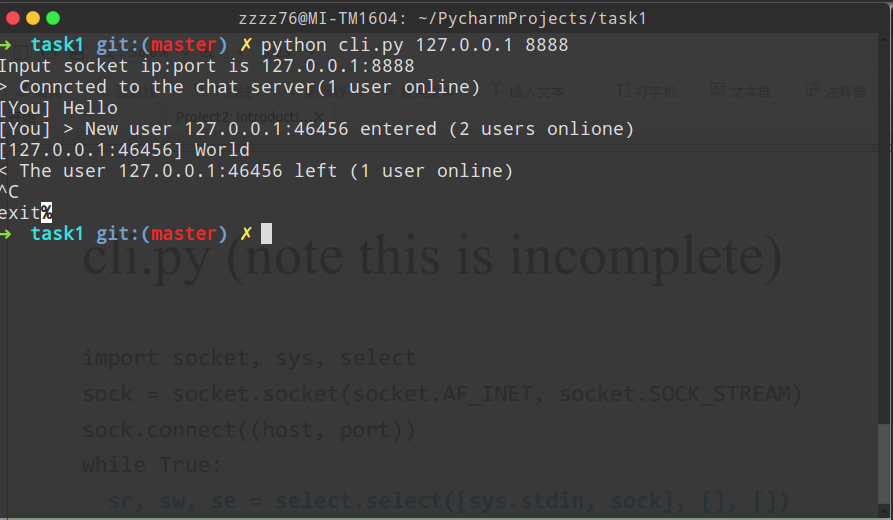 zzzz76@MI-TM1604: ~/PycharmProjects/task1
➜ task1 git:(master) ✗ python cli.py 127.0.0.1 8888
Input socket ip:port is 127.0.0.1:8888
> Conncted to the chat server(1 user online)
插入文本 打字机 文本框 注释框
[You] Hello
Project2_introducti...
[You] > New user 127.0.0.1:46456 entered (2 users onlione)
[127.0.0.1:46456] World
< The user 127.0.0.1:46456 left (1 user online)
^C
exit%
➜ task1 git:(master) ✗
cli.py (note this is incomplete)
import socket, sys, select
sock = socket.socket(socket.AF_INET, socket.SOCK_STREAM)
sock.connect((host, port))
while True:
sr, sw, se = select.select([sys.stdin, sock], [], [])